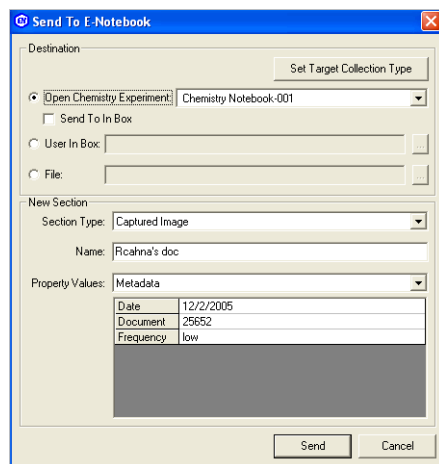 Send To E-Notebook
Destination
Set Target Collection Type
Open Chemistry Experiment: Chemistry Notebook-001
Send To In Box
User In Box: ...
File: ...
New Section
Section Type: Captured Image
Name: Rcahna's doc
Property Values: Metadata
Date 12/2/2005
Document 25652
Frequency low
Send Cancel